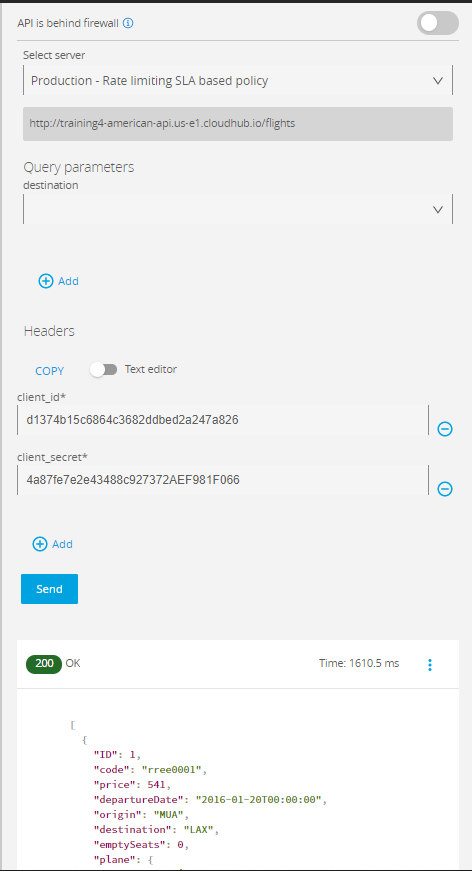 API is behind firewall
Select server
Production - Rate limiting SLA based policy
http://training4-american-api.us-e1.cloudhub.io/flights
Query parameters
destination
Add
Headers
COPY
Text editor
client_id*
d1374b15c6864c3682ddbed2a247a826
client_secret*
4a87fe7e2e43488c927372AEF981F066
Add
Send
200 OK Time: 1610.5 ms
[
{
"ID": 1,
"code": "rree0001",
"price": 541,
"departureDate": "2016-01-20T00:00:00",
"origin": "MUA",
"destination": "LAX",
"emptySeats": 0,
"plane": {